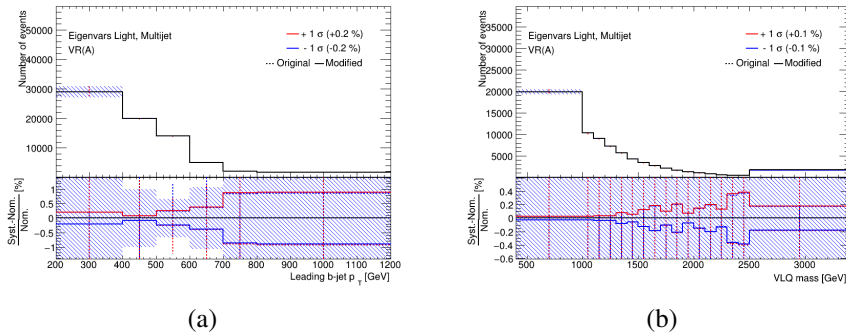 Number of events
50000
40000
30000
20000
10000
Eigenvars Light, Multijet
VR(A)
+ 1 σ (+0.2 %)
- 1 σ (-0.2 %)
Original
Modified
Syst.-Nom.
Nom.
[%]
1
0.5
0
−0.5
−1
200 300 400 500 600 700 800 900 1000 1100 1200
Leading b-jet p T [GeV]
(a)
Number of events
40000
35000
30000
25000
20000
15000
10000
5000
Eigenvars Light, Multijet
VR(A)
+ 1 σ (+0.1 %)
- 1 σ (-0.1 %)
Original
Modified
Syst.-Nom.
Nom.
[%]
0.4
0.2
0
−0.2
−0.4
−0.6
500 1000 1500 2000 2500 3000
VLQ mass [GeV]
(b)